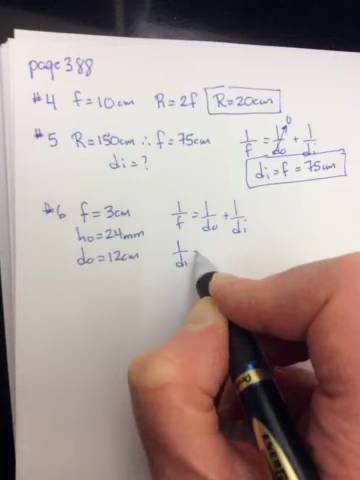 page 388
#4 f = 10cm R = 2f R = 20cm
#5 R = 150cm ∴ f = 75cm 1/f = 1/do + 1/di
di = ? 0
di = f = 75cm
#6 f = 3cm 1/f = 1/do + 1/di
ho = 24mm
do = 12cm 1/di =